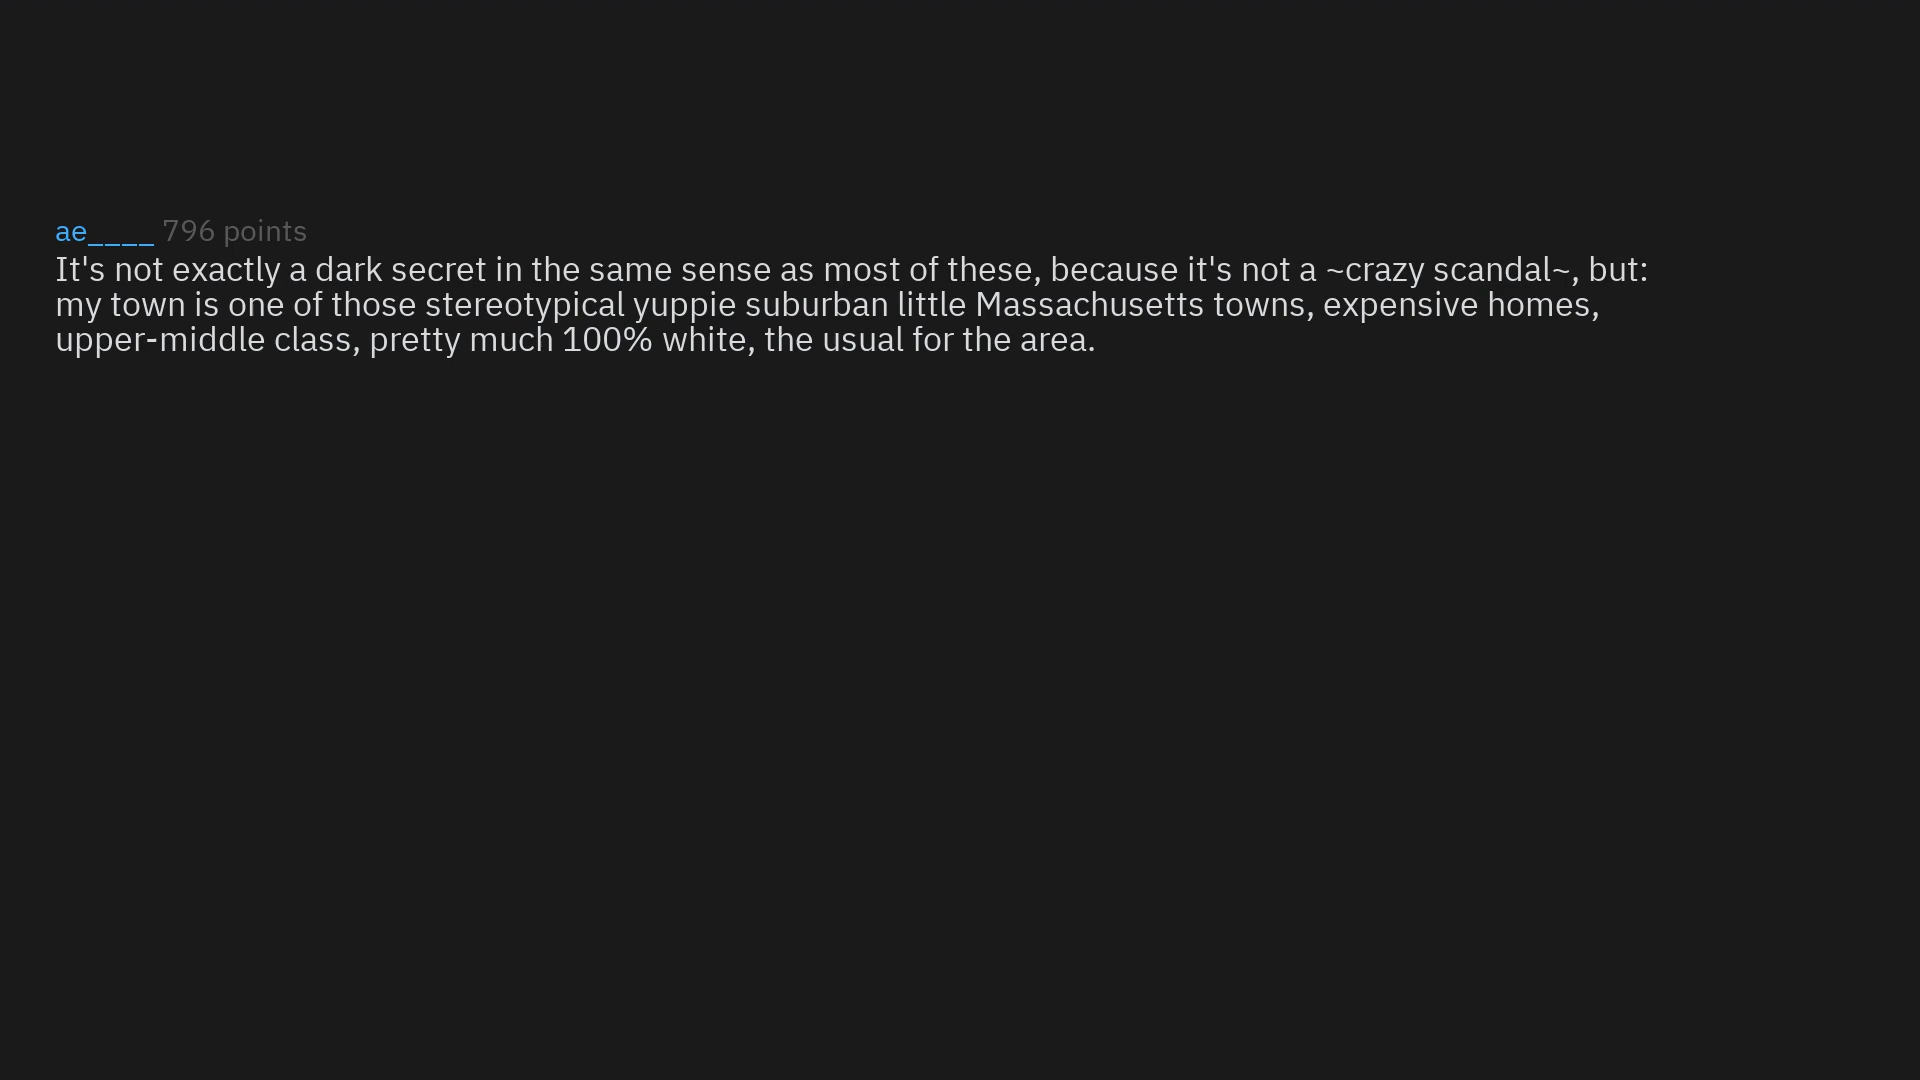 ae____ 796 points
It's not exactly a dark secret in the same sense as most of these, because it's not a ~crazy scandal~, but:
my town is one of those stereotypical yuppie suburban little Massachusetts towns, expensive homes,
upper-middle class, pretty much 100% white, the usual for the area.